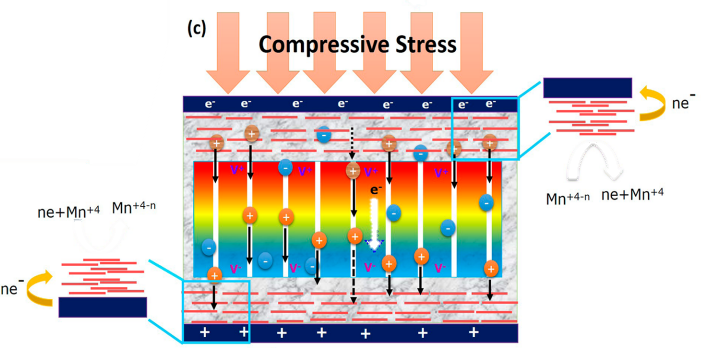 (c)
Compressive Stress
e- e- e- e- e- e- e-
ne-
+ + +
- +
+ + +
- -
V+ V+ V+ V+
+
e-
Mn+4-n ne+Mn+4
-
+ + - -
ne+Mn+4 Mn+4-n
+ + -
-
V- V- V- V-
- - + + +
+
ne-
+ + + + + + +